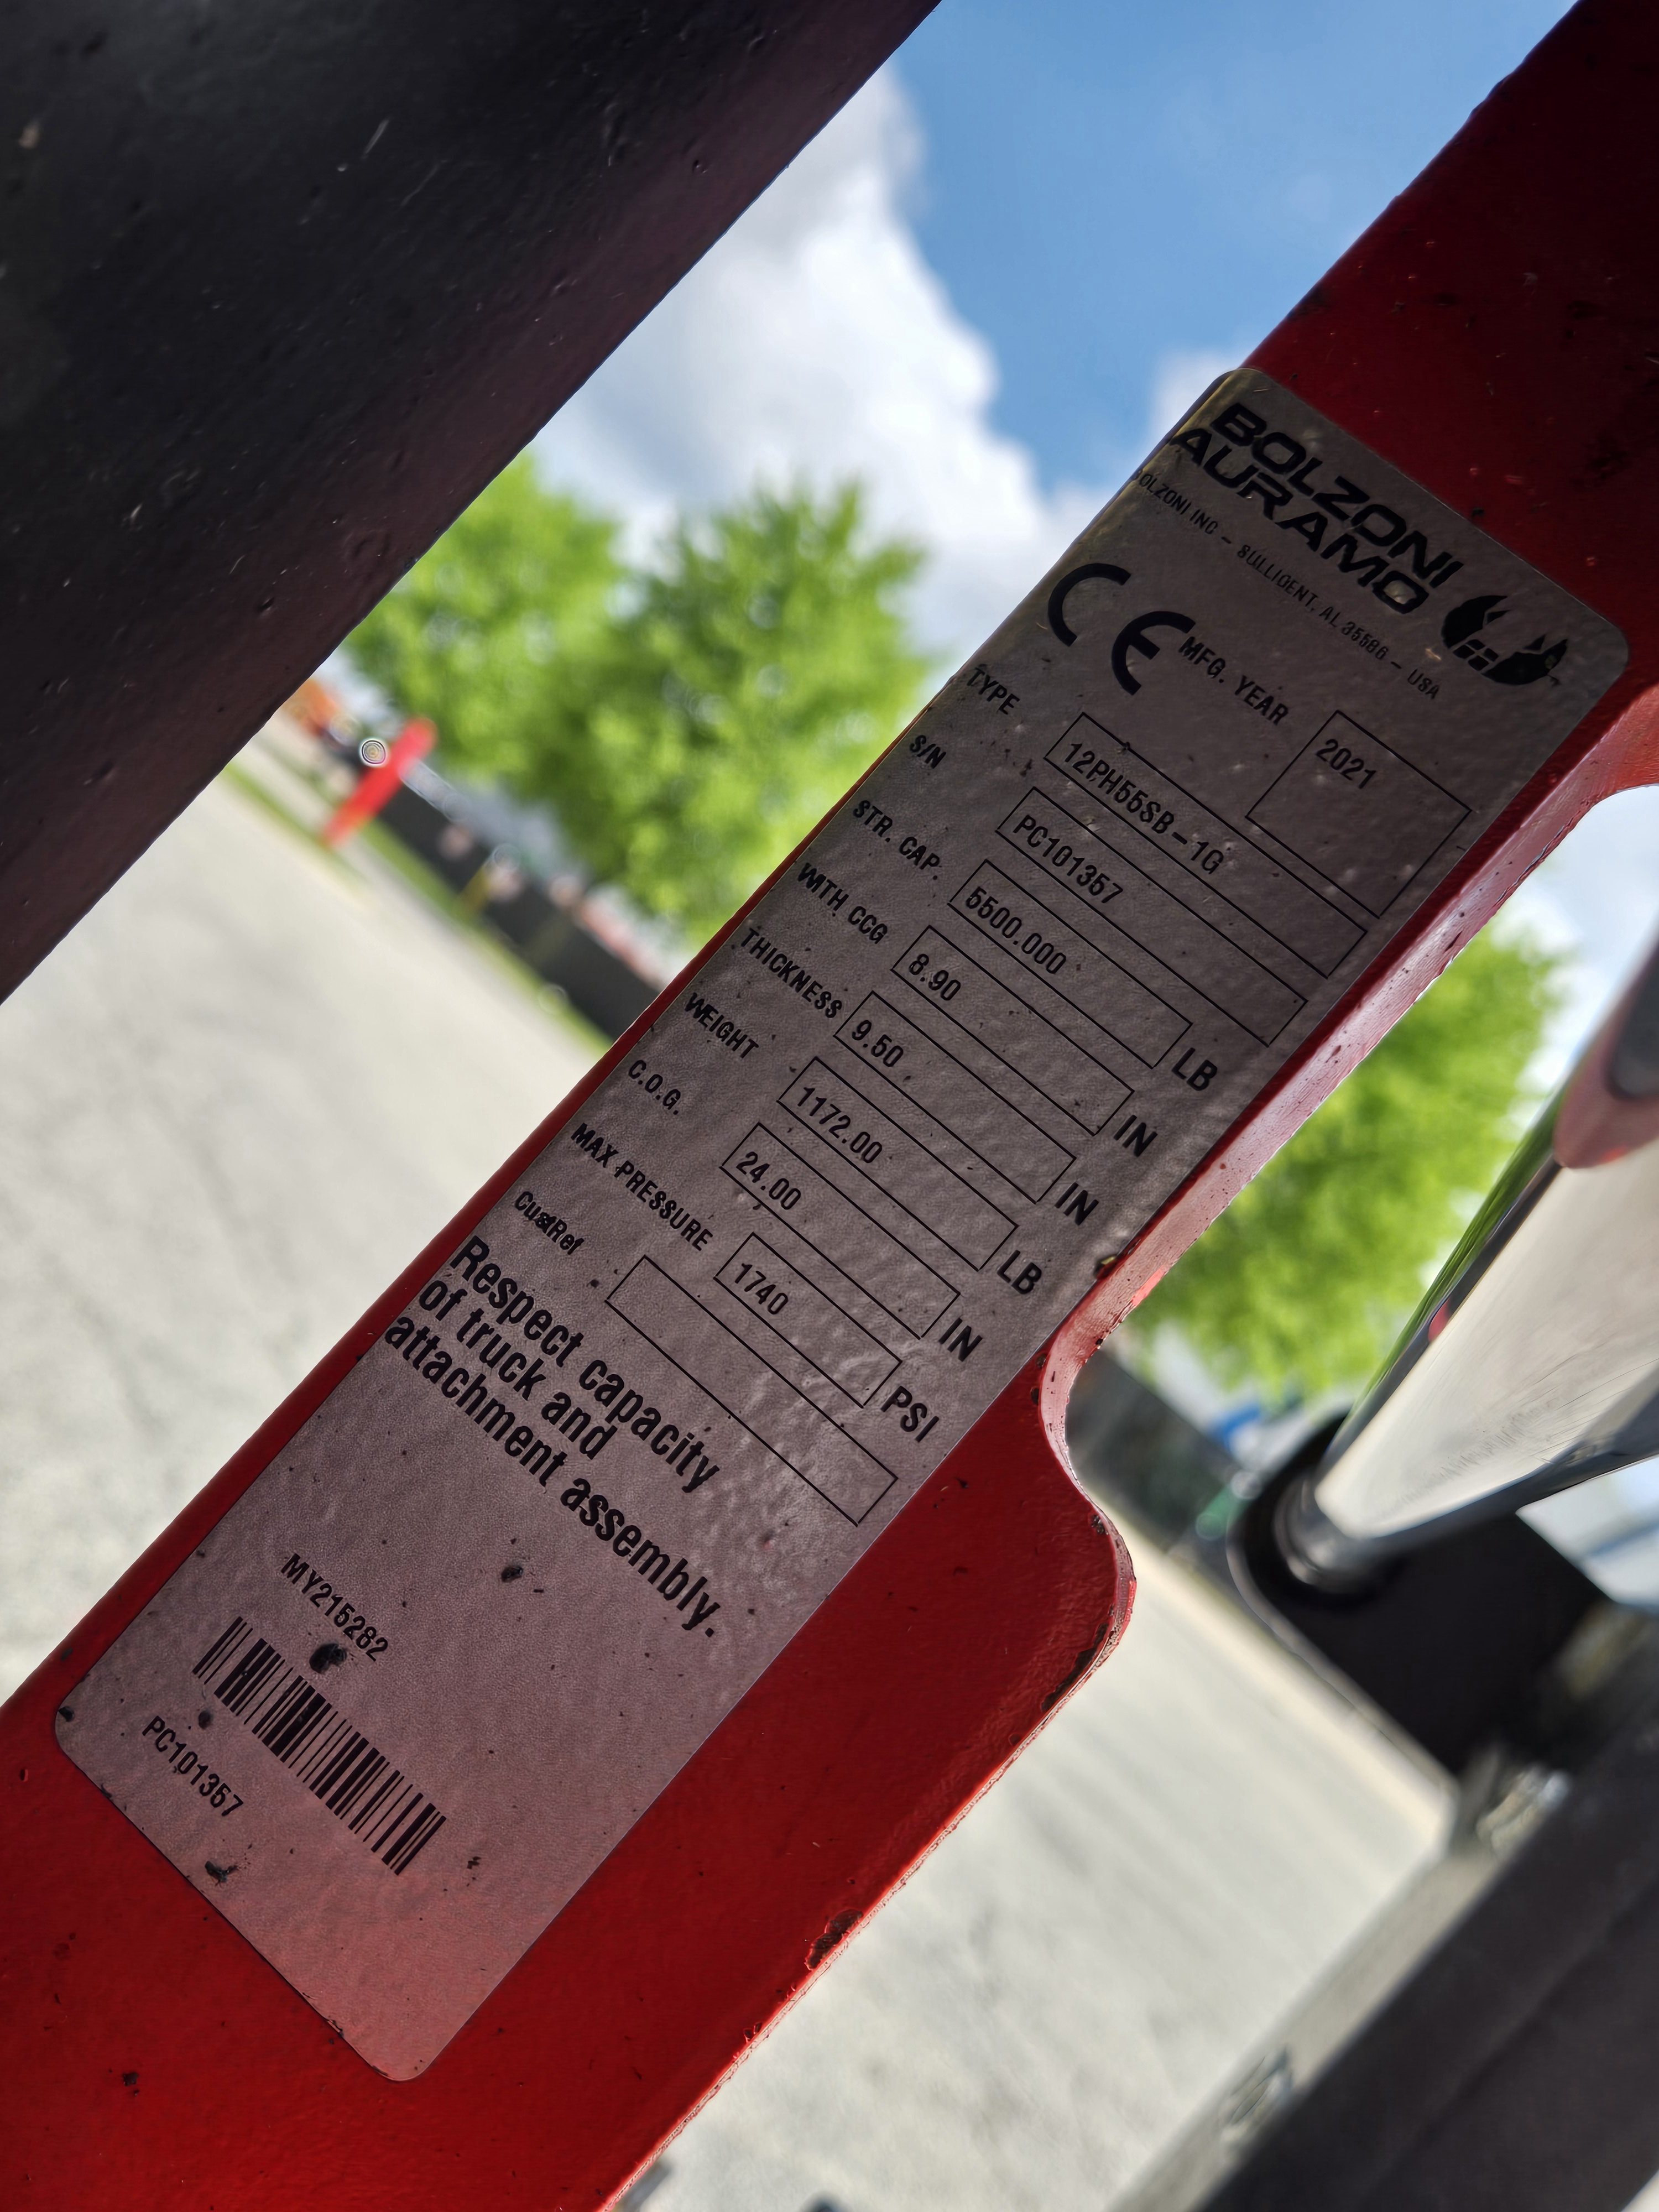 BOLZONI
AURAMO
BOLZONI INC - SULLIGENT, AL 35586 - USA
CE MFG. YEAR 2021
TYPE 12PH55SB-1G
S/N PC101357
STR. CAP. 5500.000 LB
WITH CCG 8.90 IN
THICKNESS 9.50 IN
WEIGHT 1172.00 LB
C.O.G. 24.00 IN
MAX PRESSURE 1740 PSI
CustRef
Respect capacity
of truck and
attachment assembly.
MY215282
PC101357